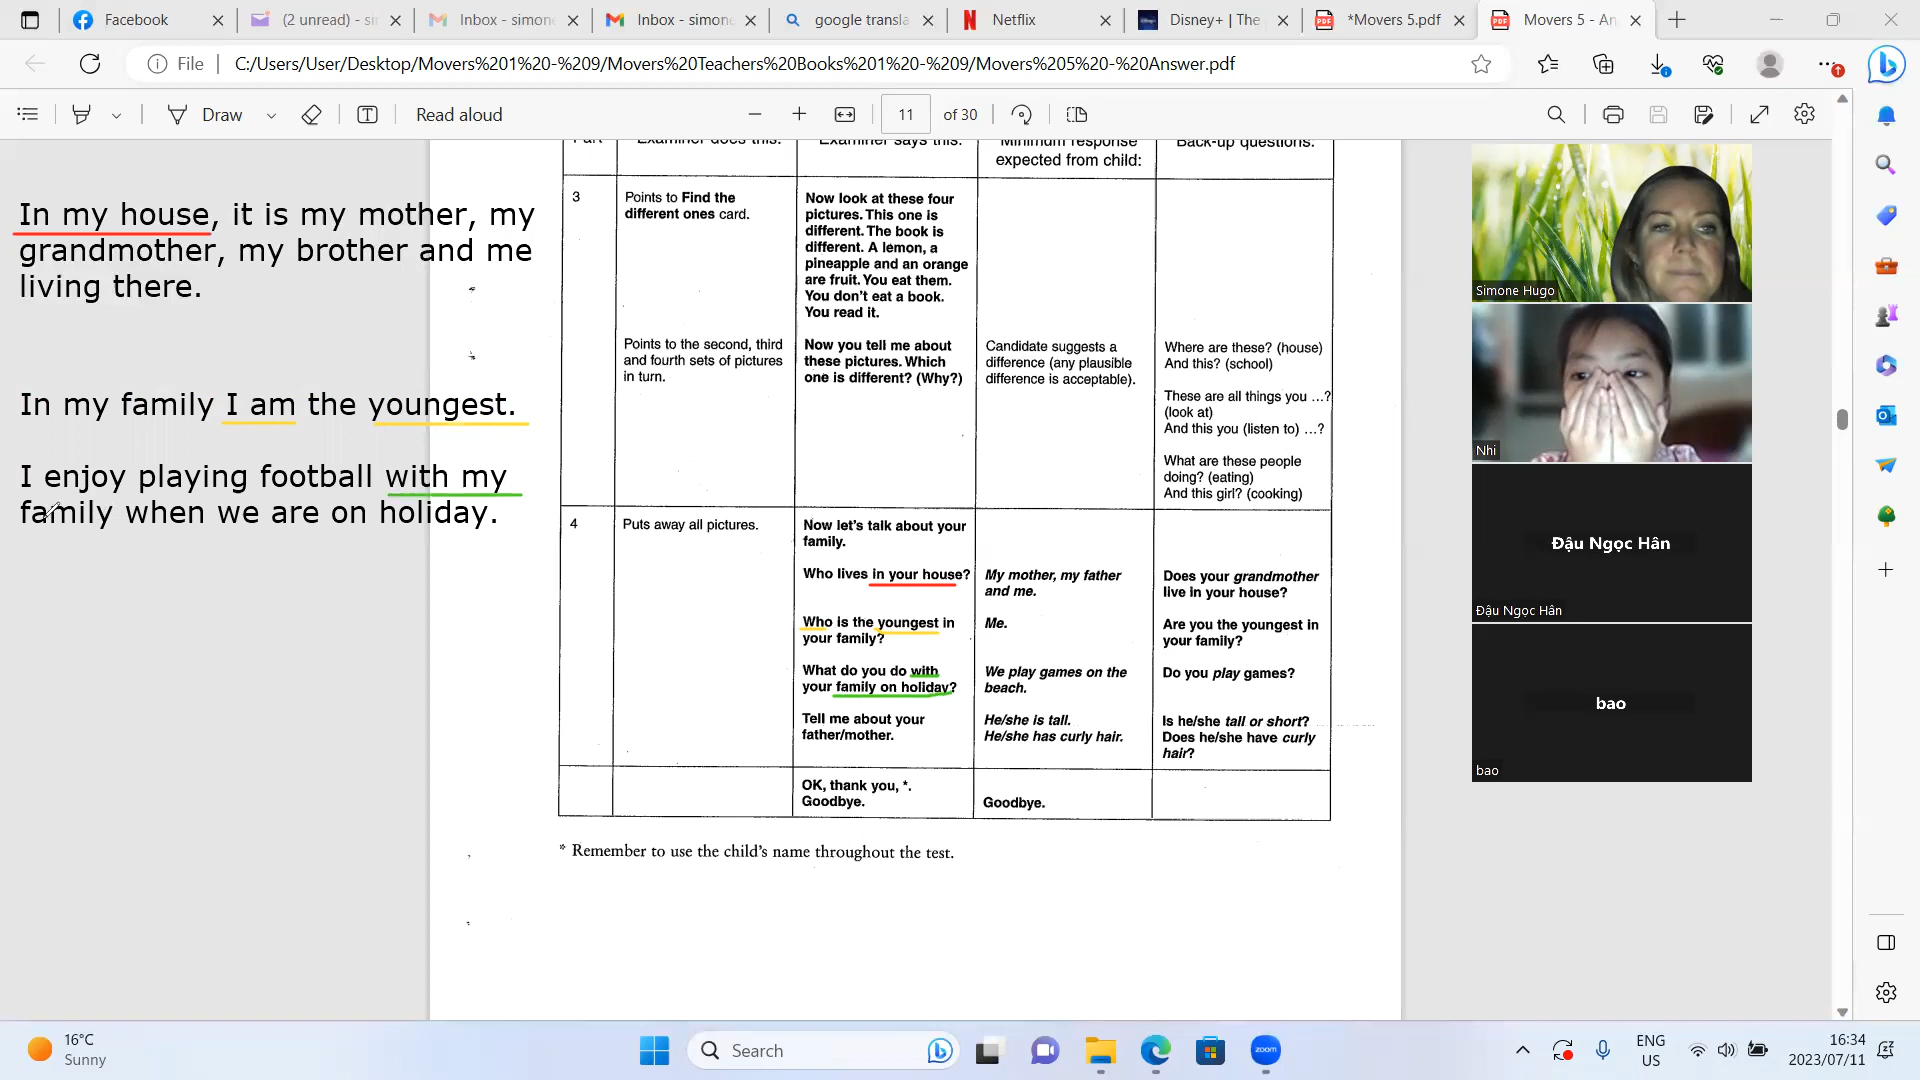 Facebook
(2 unread) - si
Inbox - simone
Inbox - simone
google transla
Netflix
Disney+ | The
*Movers 5.pdf
Movers 5 - An
File
C:/Users/User/Desktop/Movers%201%20-%209/Movers%20Teachers%20Books%201%20-%209/Movers%205%20-%20Answer.pdf
Draw
Read aloud
11
of 30
Examiner does this:
Examiner says this:
Minimum response
expected from child:
Back-up questions:
In my house, it is my mother, my
grandmother, my brother and me
living there.
In my family I am the youngest.
I enjoy playing football with my
family when we are on holiday.
3
Points to Find the
different ones card.
Now look at these four
pictures. This one is
different. The book is
different. A lemon, a
pineapple and an orange
are fruit. You eat them.
You don't eat a book.
You read it.
Points to the second, third
and fourth sets of pictures
in turn.
Now you tell me about
these pictures. Which
one is different? (Why?)
Candidate suggests a
difference (any plausible
difference is acceptable).
Where are these? (house)
And this? (school)
These are all things you ...?
(look at)
And this you (listen to) ...?
What are these people
doing? (eating)
And this girl? (cooking)
4
Puts away all pictures.
Now let's talk about your
family.
Who lives in your house?
My mother, my father
and me.
Does your grandmother
live in your house?
Who is the youngest in
your family?
Me.
Are you the youngest in
your family?
What do you do with
your family on holiday?
We play games on the
beach.
Do you play games?
Tell me about your
father/mother.
He/she is tall.
He/she has curly hair.
Is he/she tall or short?
Does he/she have curly
hair?
OK, thank you, *.
Goodbye.
Goodbye.
* Remember to use the child's name throughout the test.
Simone Hugo
Nhi
Đậu Ngọc Hân
Đậu Ngọc Hân
bao
bao
16°C
Sunny
Search
zoom
ENG
US
16:34
2023/07/11